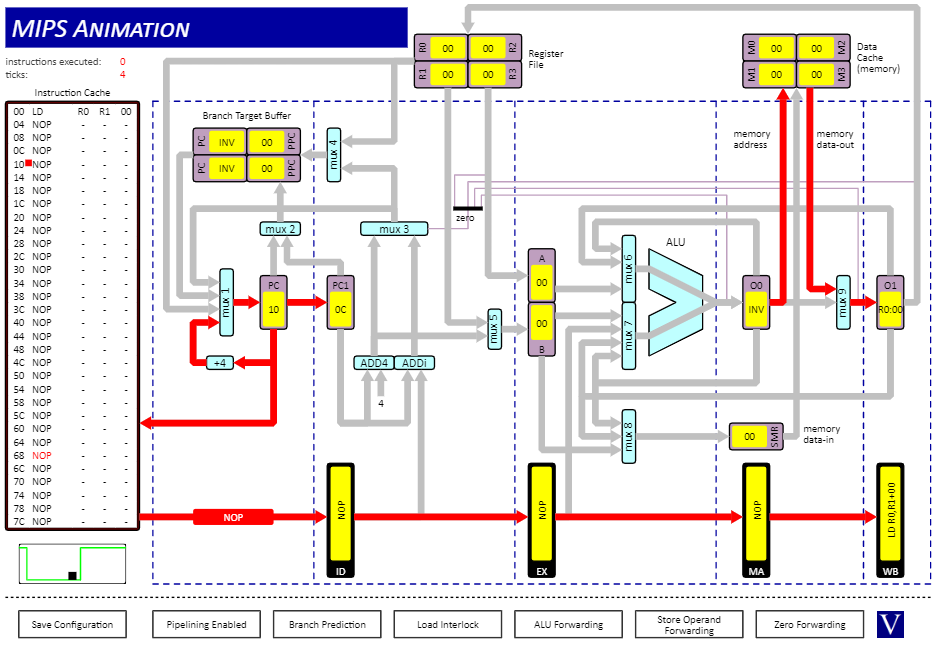 MIPS ANIMATION
instructions executed: 0
ticks: 4
Instruction Cache
00 LD R0 R1 00
04 NOP - - -
08 NOP - - -
0C NOP - - -
10 NOP - - -
14 NOP - - -
18 NOP - - -
1C NOP - - -
20 NOP - - -
24 NOP - - -
28 NOP - - -
2C NOP - - -
30 NOP - - -
34 NOP - - -
38 NOP - - -
3C NOP - - -
40 NOP - - -
44 NOP - - -
48 NOP - - -
4C NOP - - -
50 NOP - - -
54 NOP - - -
58 NOP - - -
5C NOP - - -
60 NOP - - -
64 NOP - - -
68 NOP - - -
6C NOP - - -
70 NOP - - -
74 NOP - - -
78 NOP - - -
7C NOP - - -
R0 00 00 R2
R1 00 00 R3
Register
File
M0 00 00 M2
M1 00 00 M3
Data
Cache
(memory)
Branch Target Buffer
PC INV 00 PPC
PC INV 00 PPC
mux 4
memory
address
memory
data-out
zero
mux 2
mux 3
ALU
mux 1
PC
10
PC1
0C
mux 5
A
00
00
B
mux 6
mux 7
O0
INV
mux 9
O1
R0:00
+4
ADD4
ADDi
4
mux 8
00 SMR
memory
data-in
NOP
NOP
ID
NOP
EX
NOP
MA
LD R0,R1+00
WB
Save Configuration
Pipelining Enabled
Branch Prediction
Load Interlock
ALU Forwarding
Store Operand
Forwarding
Zero Forwarding
V